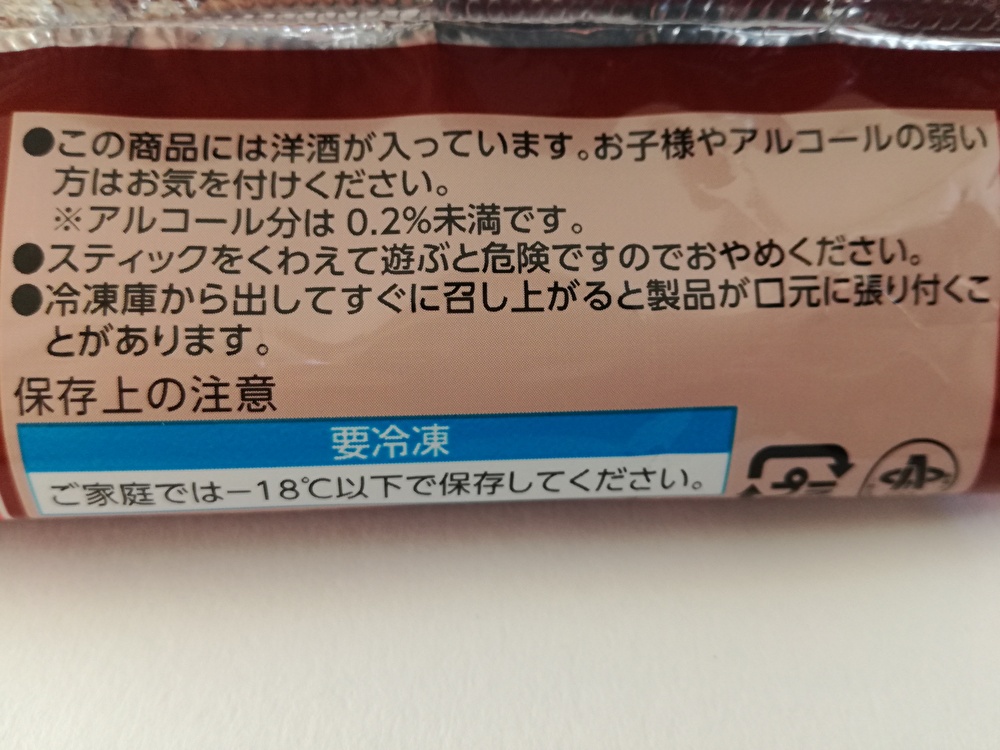 ●この商品には洋酒が入っています。お子様やアルコールの弱い
方はお気を付けください。
※アルコール分は 0.2%未満です。
●スティックをくわえて遊ぶと危険ですのでおやめください。
●冷凍庫から出してすぐに召し上がると製品が口元に張り付くこ
とがあります。
保存上の注意
要冷凍
ご家庭では−18℃以下で保存してください。